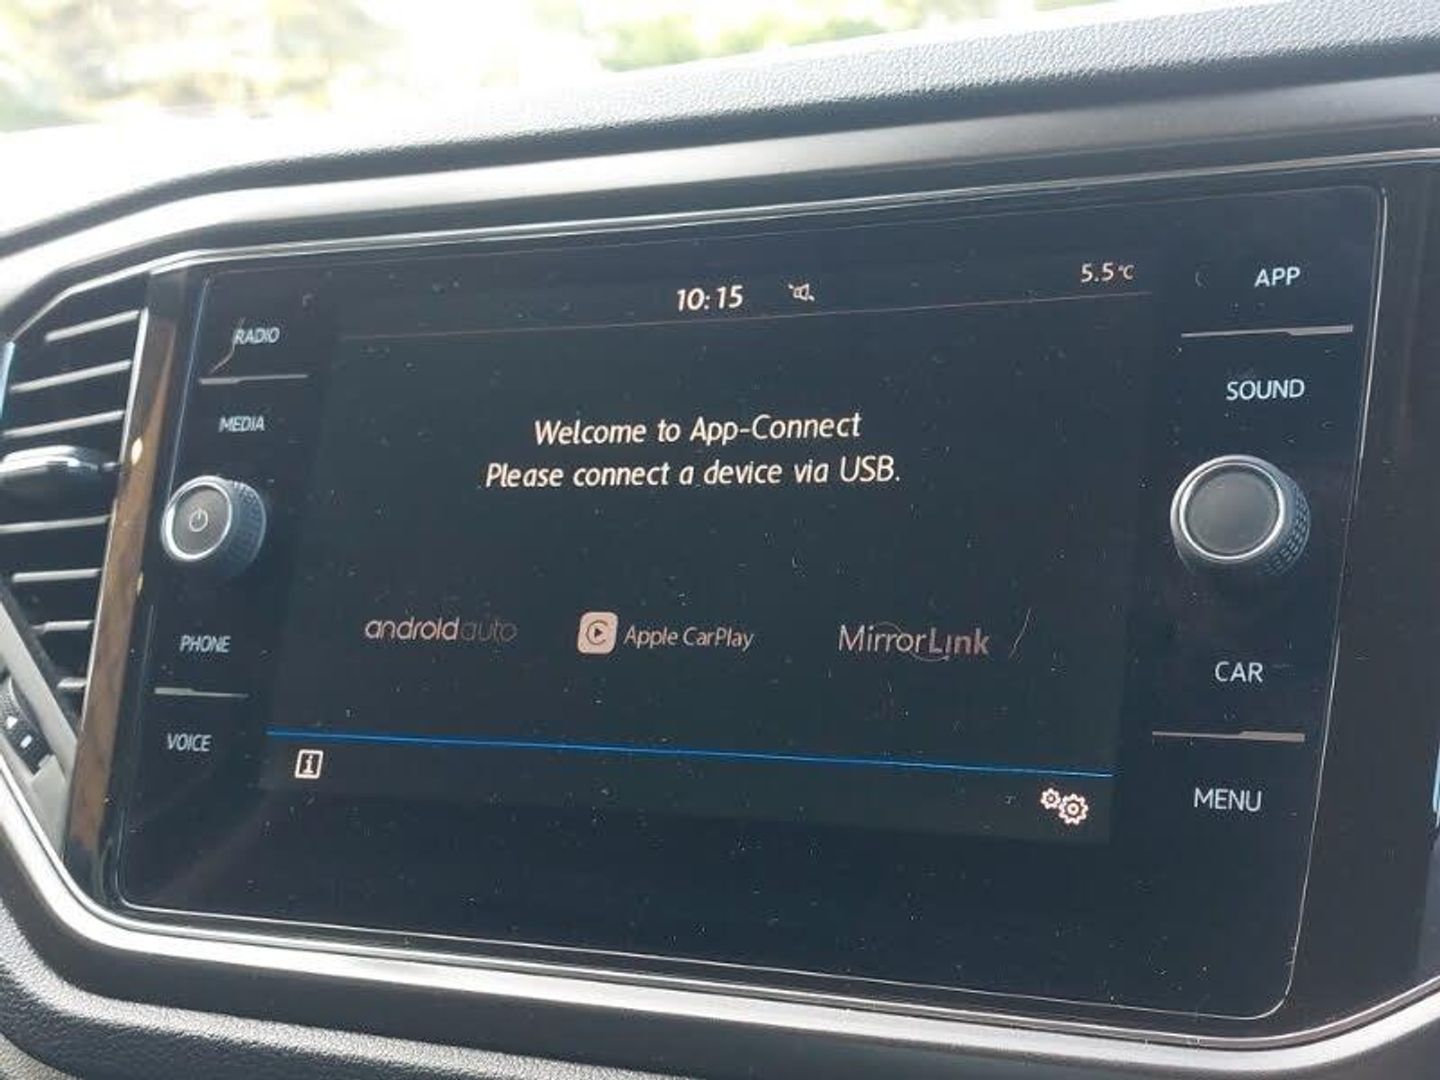 10:15
5.5°C
APP
RADIO
SOUND
MEDIA
Welcome to App-Connect
Please connect a device via USB.
androidauto
Apple CarPlay
MirrorLink
PHONE
CAR
VOICE
i
MENU